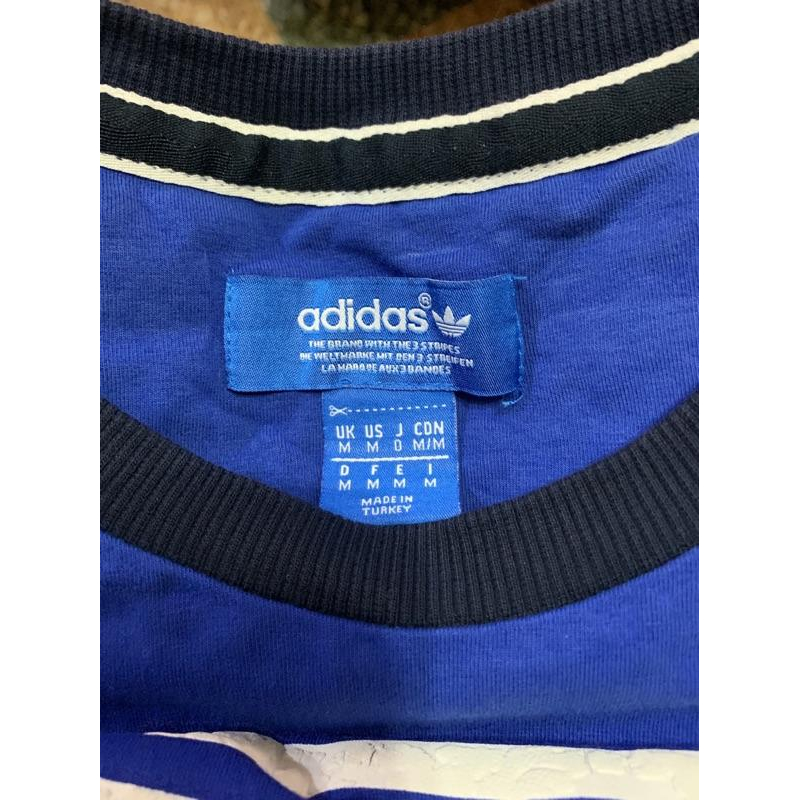 adidas®
THE BRAND WITH THE 3 STRIPES
DIE WELTMARKE MIT DEN 3 STREIFEN
LA MARQUE AUX 3 BANDES
UK US J CDN
M M O M/M
D F E I
M M M M
MADE IN
TURKEY